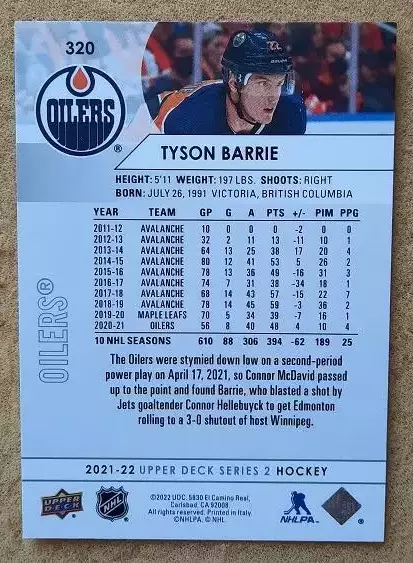 320
OILERS
®
TYSON BARRIE
HEIGHT: 5'11 WEIGHT: 197 LBS. SHOOTS: RIGHT
BORN: JULY 26, 1991 VICTORIA, BRITISH COLUMBIA
YEAR TEAM GP G A PTS +/- PIM PPG
2011-12 AVALANCHE 10 0 0 0 -2 0 0
2012-13 AVALANCHE 32 2 11 13 -11 10 1
2013-14 AVALANCHE 64 13 25 38 17 20 4
2014-15 AVALANCHE 80 12 41 53 5 26 2
2015-16 AVALANCHE 78 13 36 49 -16 31 3
2016-17 AVALANCHE 74 7 31 38 -34 18 1
2017-18 AVALANCHE 68 14 43 57 -15 22 7
2018-19 AVALANCHE 78 14 45 59 -3 36 2
2019-20 MAPLE LEAFS 70 5 34 39 -7 16 1
2020-21 OILERS 56 8 40 48 4 10 4
10 NHL SEASONS 610 88 306 394 -62 189 25
OILERS®
The Oilers were stymied down low on a second-period
power play on April 17, 2021, so Connor McDavid passed
up to the point and found Barrie, who blasted a shot by
Jets goaltender Connor Hellebuyck to get Edmonton
rolling to a 3-0 shutout of host Winnipeg.
2021-22 UPPER DECK SERIES 2 HOCKEY
UPPER DECK
NHL
©2022 UDC. 5830 El Camino Real,
Carlsbad, CA 92008.
All rights reserved. Printed in Italy.
©NHLPA. © NHL.
NHLPA
®